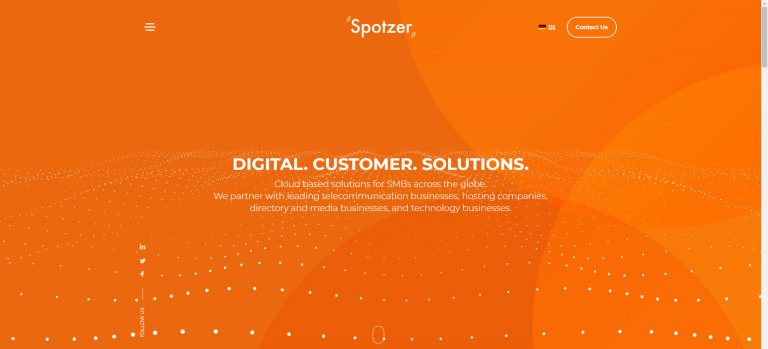 Spotzer
DE
Contact Us
DIGITAL. CUSTOMER. SOLUTIONS.
Cloud based solutions for SMBs across the globe.
We partner with leading telecommunication businesses, hosting companies,
directory and media businesses, and technology businesses.
FOLLOW US